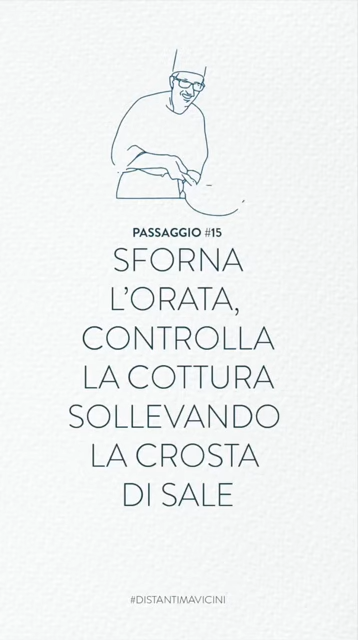 PASSAGGIO #15
SFORNA
L'ORATA,
CONTROLLA
LA COTTURA
SOLLEVANDO
LA CROSTA
DI SALE
#DISTANTIMAVICINI